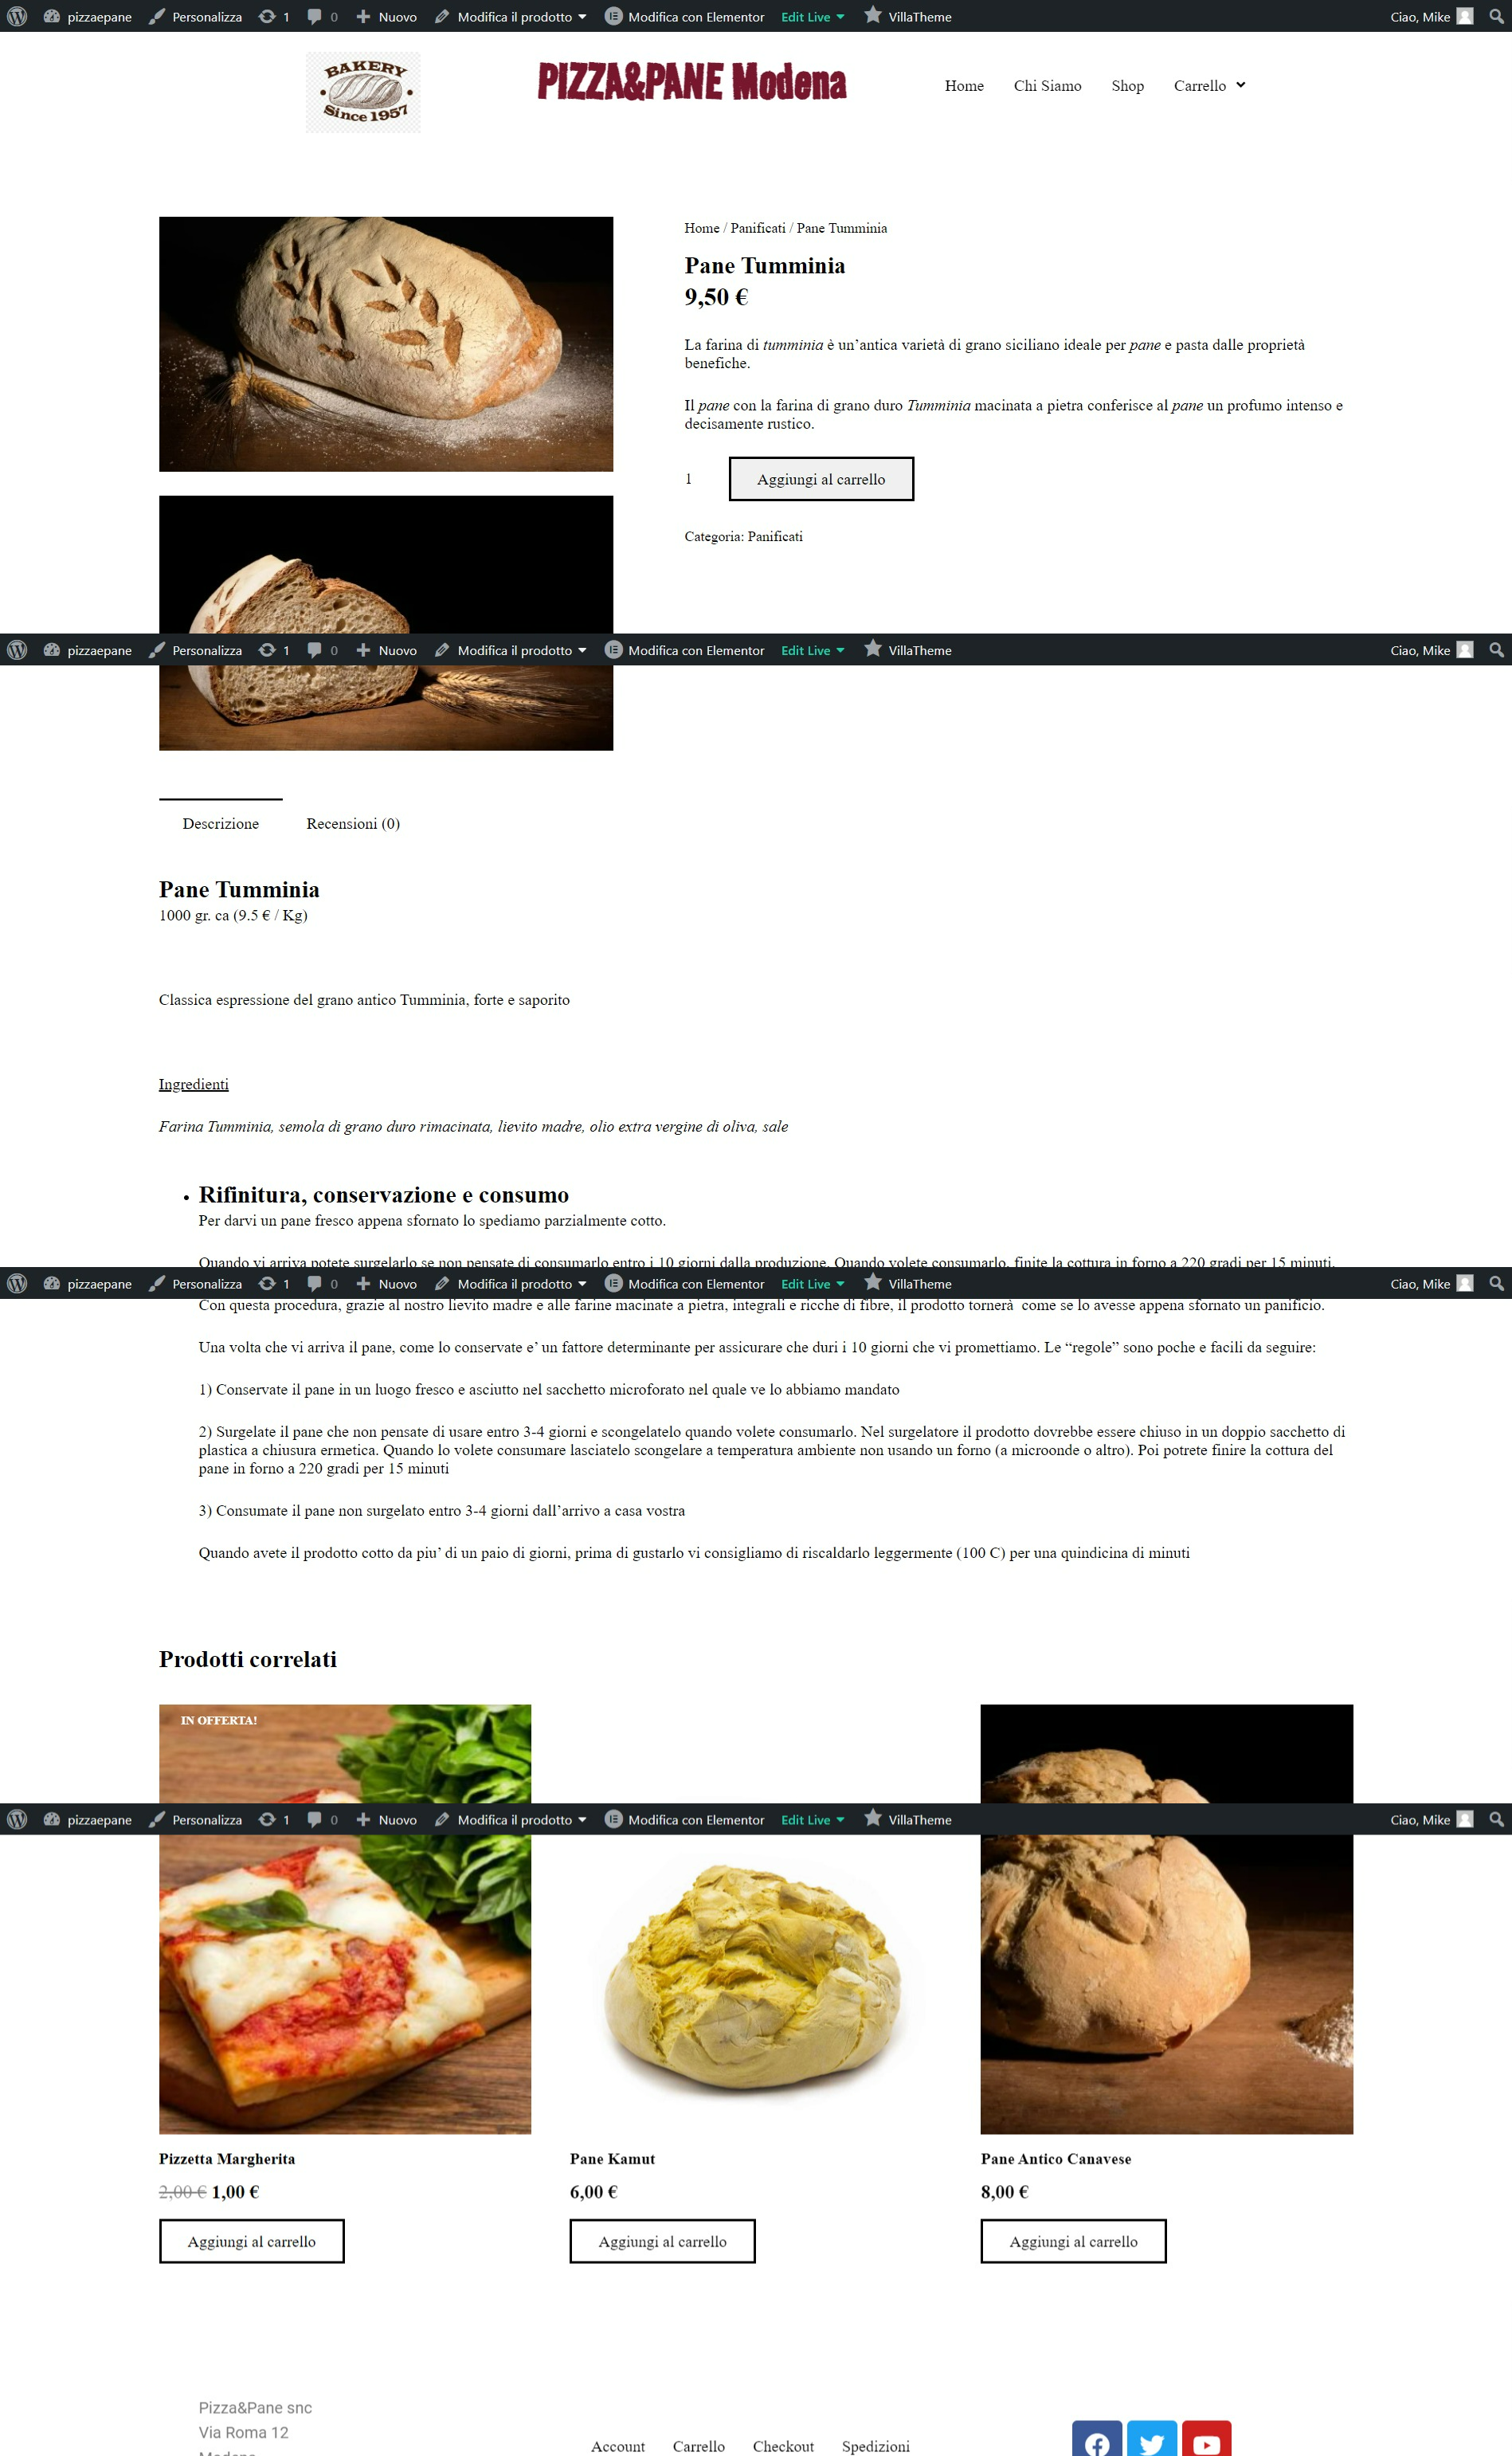 Personalizza 1 0 Nuovo Modifica il prodotto Modifica con Elementor Edit Live VillaTheme Ciao, Mike
pizzaepane
BAKERY
Since 1957
PIZZA&PANE Modena
Home Chi Siamo Shop Carrello
Home / Panificati / Pane Tumminia
Pane Tumminia
9,50 €
La farina di tumminia è un’antica varietà di grano siciliano ideale per pane e pasta dalle proprietà
benefiche.
Il pane con la farina di grano duro Tumminia macinata a pietra conferisce al pane un profumo intenso e
decisamente rustico.
1 Aggiungi al carrello
Categoria: Panificati
pizzaepane Personalizza 1 0 Nuovo Modifica il prodotto Modifica con Elementor Edit Live VillaTheme Ciao, Mike
Descrizione Recensioni (0)
Pane Tumminia
1000 gr. ca (9.5 € / Kg)
Classica espressione del grano antico Tumminia, forte e saporito
Ingredienti
Farina Tumminia, semola di grano duro rimacinata, lievito madre, olio extra vergine di oliva, sale
• Rifinitura, conservazione e consumo
Per darvi un pane fresco appena sfornato lo spediamo parzialmente cotto.
Quando vi arriva potete surgelarlo se non pensate di consumarlo entro i 10 giorni dalla produzione. Quando volete consumarlo, finite la cottura in forno a 220 gradi per 15 minuti.
pizzaepane Personalizza 1 0 Nuovo Modifica il prodotto Modifica con Elementor Edit Live VillaTheme Ciao, Mike
Con questa procedura, grazie al nostro lievito madre e alle farine macinate a pietra, integrali e ricche di fibre, il prodotto tornerà come se lo avesse appena sfornato un panificio.
Una volta che vi arriva il pane, come lo conservate e’ un fattore determinante per assicurare che duri i 10 giorni che vi promettiamo. Le “regole” sono poche e facili da seguire:
1) Conservate il pane in un luogo fresco e asciutto nel sacchetto microforato nel quale ve lo abbiamo mandato
2) Surgelate il pane che non pensate di usare entro 3-4 giorni e scongelatelo quando volete consumarlo. Nel surgelatore il prodotto dovrebbe essere chiuso in un doppio sacchetto di
plastica a chiusura ermetica. Quando lo volete consumare lasciatelo scongelare a temperatura ambiente non usando un forno (a microonde o altro). Poi potrete finire la cottura del
pane in forno a 220 gradi per 15 minuti
3) Consumate il pane non surgelato entro 3-4 giorni dall’arrivo a casa vostra
Quando avete il prodotto cotto da piu’ di un paio di giorni, prima di gustarlo vi consigliamo di riscaldarlo leggermente (100 C) per una quindicina di minuti
Prodotti correlati
IN OFFERTA!
pizzaepane Personalizza 1 0 Nuovo Modifica il prodotto Modifica con Elementor Edit Live VillaTheme Ciao, Mike
Pizzetta Margherita Pane Kamut Pane Antico Canavese
2,00 € 1,00 € 6,00 € 8,00 €
Aggiungi al carrello Aggiungi al carrello Aggiungi al carrello
Pizza&Pane snc
Via Roma 12
Modena
Account Carrello Checkout Spedizioni